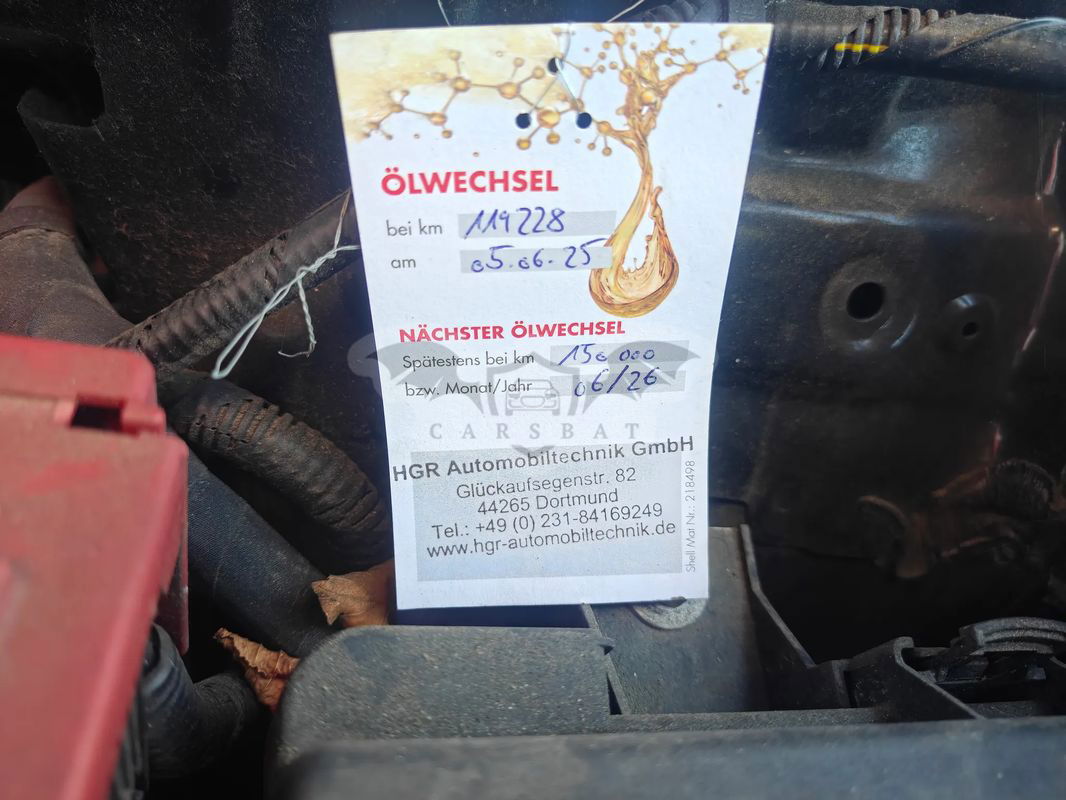 ÖLWECHSEL
bei km 119228
am 05.06.25
NÄCHSTER ÖLWECHSEL
Spätestens bei km 150 000
bzw. Monat/Jahr 06/26
CARSBAT
HGR Automobiltechnik GmbH
Glückaufsegenstr. 82
44265 Dortmund
Tel.: +49 (0) 231-84169249
www.hgr-automobiltechnik.de
Shell Mat Nr.: 218498